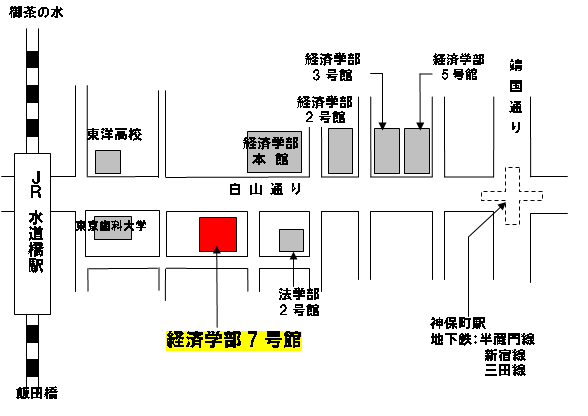 御茶の水
経済学部
3号館
経済学部
5号館
靖国通り
経済学部
2号館
東洋高校
経済学部
本 館
白 山 通 り
JR 水道橋駅
東京歯科大学
法学部
2号館
経済学部7号館
神保町駅
地下鉄:半蔵門線
新宿線
三田線
飯田橋